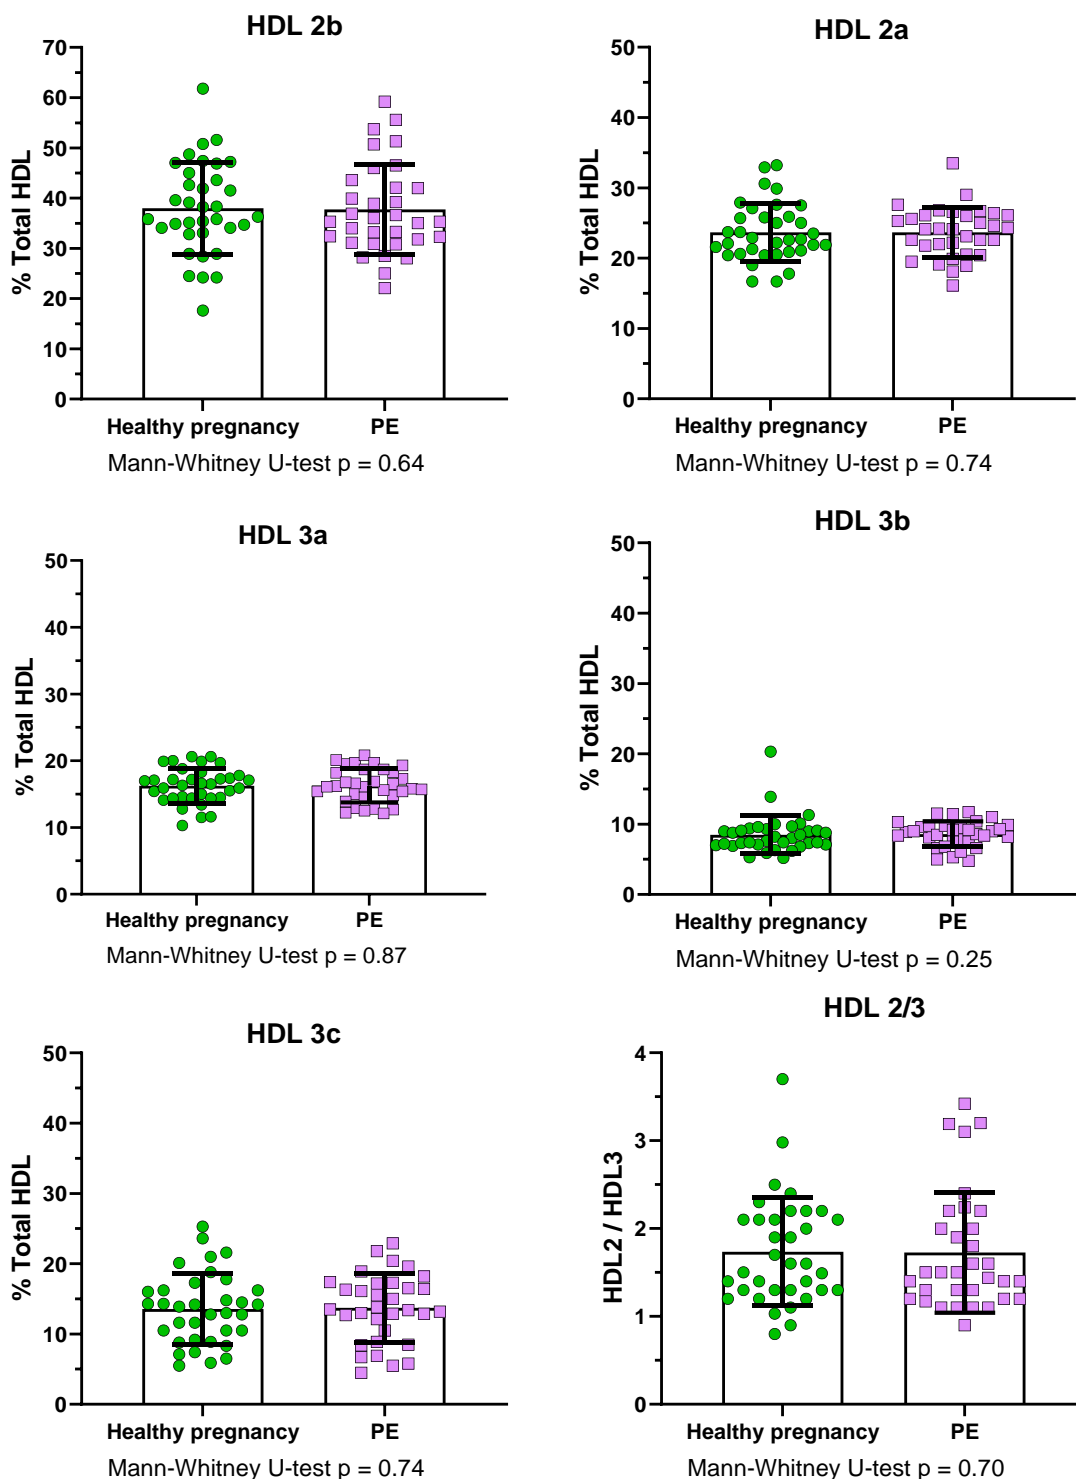 HDL 2b
% Total HDL
70
60
50
40
30
20
10
0
Healthy pregnancy PE
Mann-Whitney U-test p = 0.64
HDL 2a
% Total HDL
50
40
30
20
10
0
Healthy pregnancy PE
Mann-Whitney U-test p = 0.74
HDL 3a
% Total HDL
50
40
30
20
10
0
Healthy pregnancy PE
Mann-Whitney U-test p = 0.87
HDL 3b
% Total HDL
50
40
30
20
10
0
Healthy pregnancy PE
Mann-Whitney U-test p = 0.25
HDL 3c
% Total HDL
50
40
30
20
10
0
Healthy pregnancy PE
Mann-Whitney U-test p = 0.74
HDL 2/3
HDL2 / HDL3
4
3
2
1
0
Healthy pregnancy PE
Mann-Whitney U-test p = 0.70